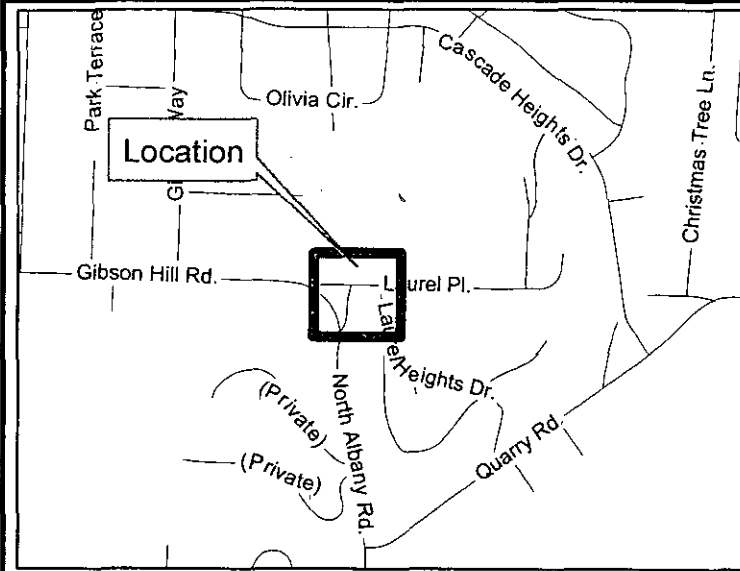 Park Terrace
Way
Olivia Cir.
Cascade Heights Dr.
Christmas Tree Ln.
Location
Gibson Hill Rd.
Laurel Pl.
Laurel Heights Dr.
(Private)
(Private)
North Albany Rd.
Quarry Rd.